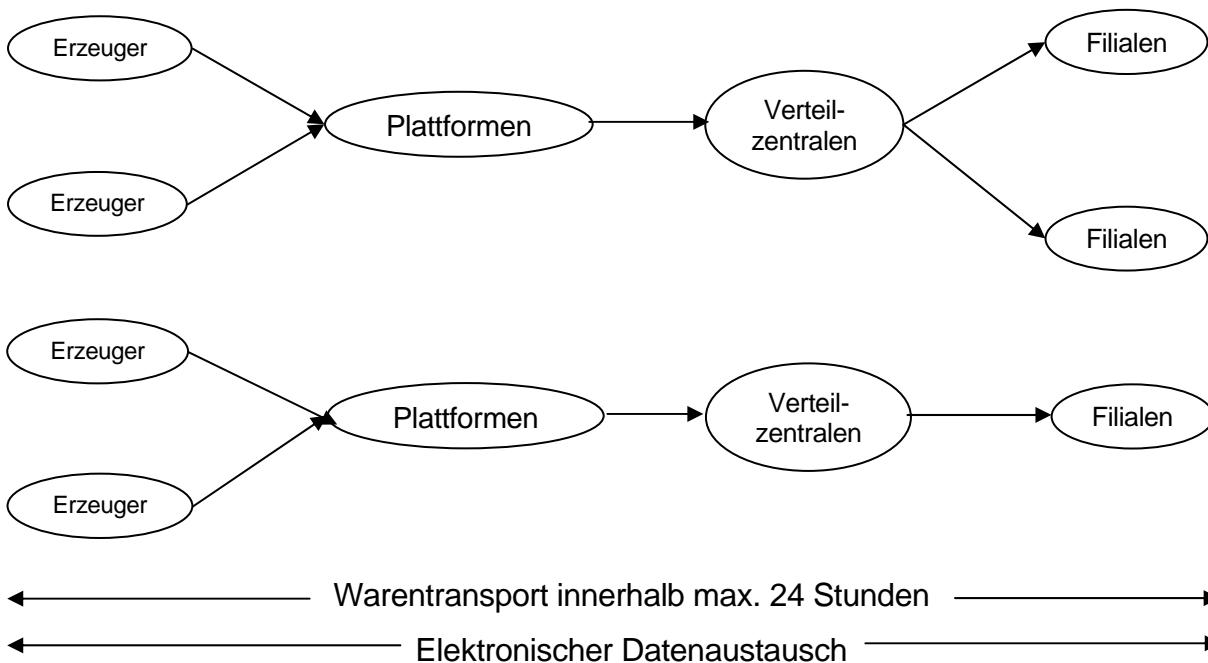 Erzeuger
Filialen
Plattformen
Verteil-
zentralen
Erzeuger
Filialen
Erzeuger
Plattformen
Verteil-
zentralen
Filialen
Erzeuger
Warentransport innerhalb max. 24 Stunden
Elektronischer Datenaustausch